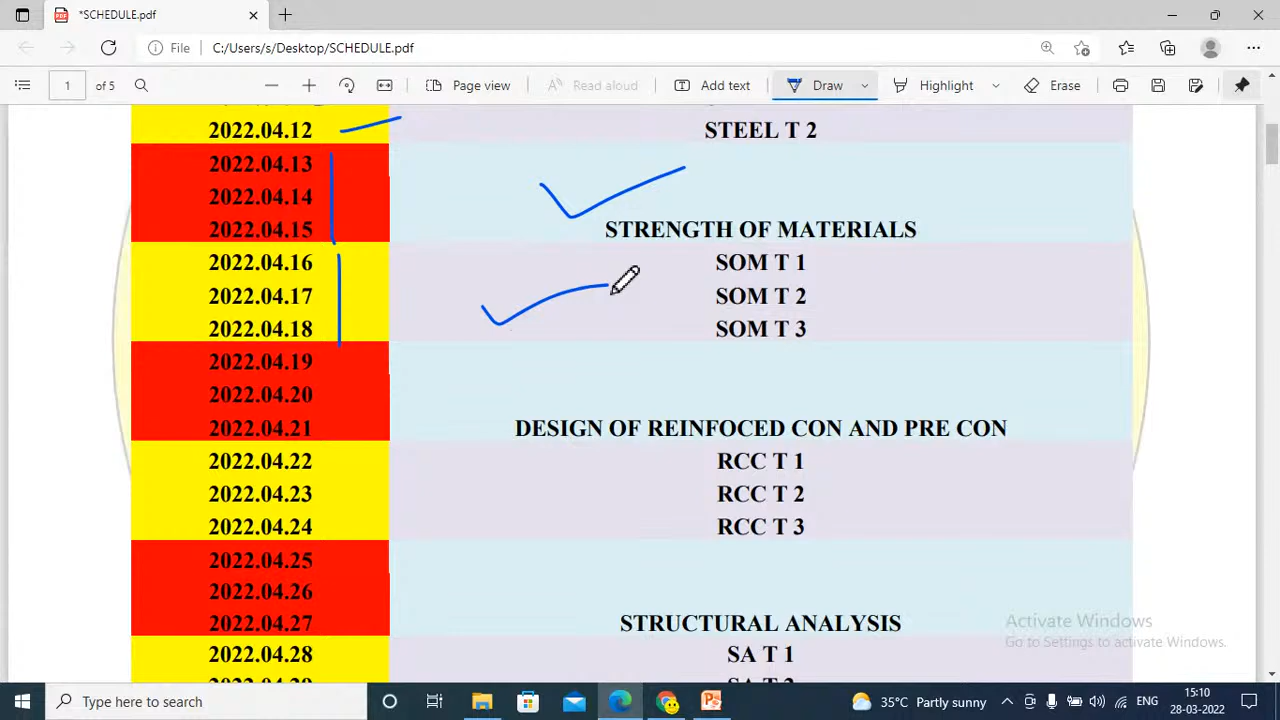 *SCHEDULE.pdf
File C:/Users/s/Desktop/SCHEDULE.pdf
1 of 5 Page view Read aloud Add text Draw Highlight Erase
2022.04.12 STEEL T 2
2022.04.13
2022.04.14
2022.04.15 STRENGTH OF MATERIALS
2022.04.16 SOM T 1
2022.04.17 SOM T 2
2022.04.18 SOM T 3
2022.04.19
2022.04.20
2022.04.21 DESIGN OF REINFOCED CON AND PRE CON
2022.04.22 RCC T 1
2022.04.23 RCC T 2
2022.04.24 RCC T 3
2022.04.25
2022.04.26
2022.04.27 STRUCTURAL ANALYSIS
2022.04.28 SA T 1
Activate Windows
Go to Settings to activate Windows.
Type here to search 35°C Partly sunny ENG 15:10
28-03-2022